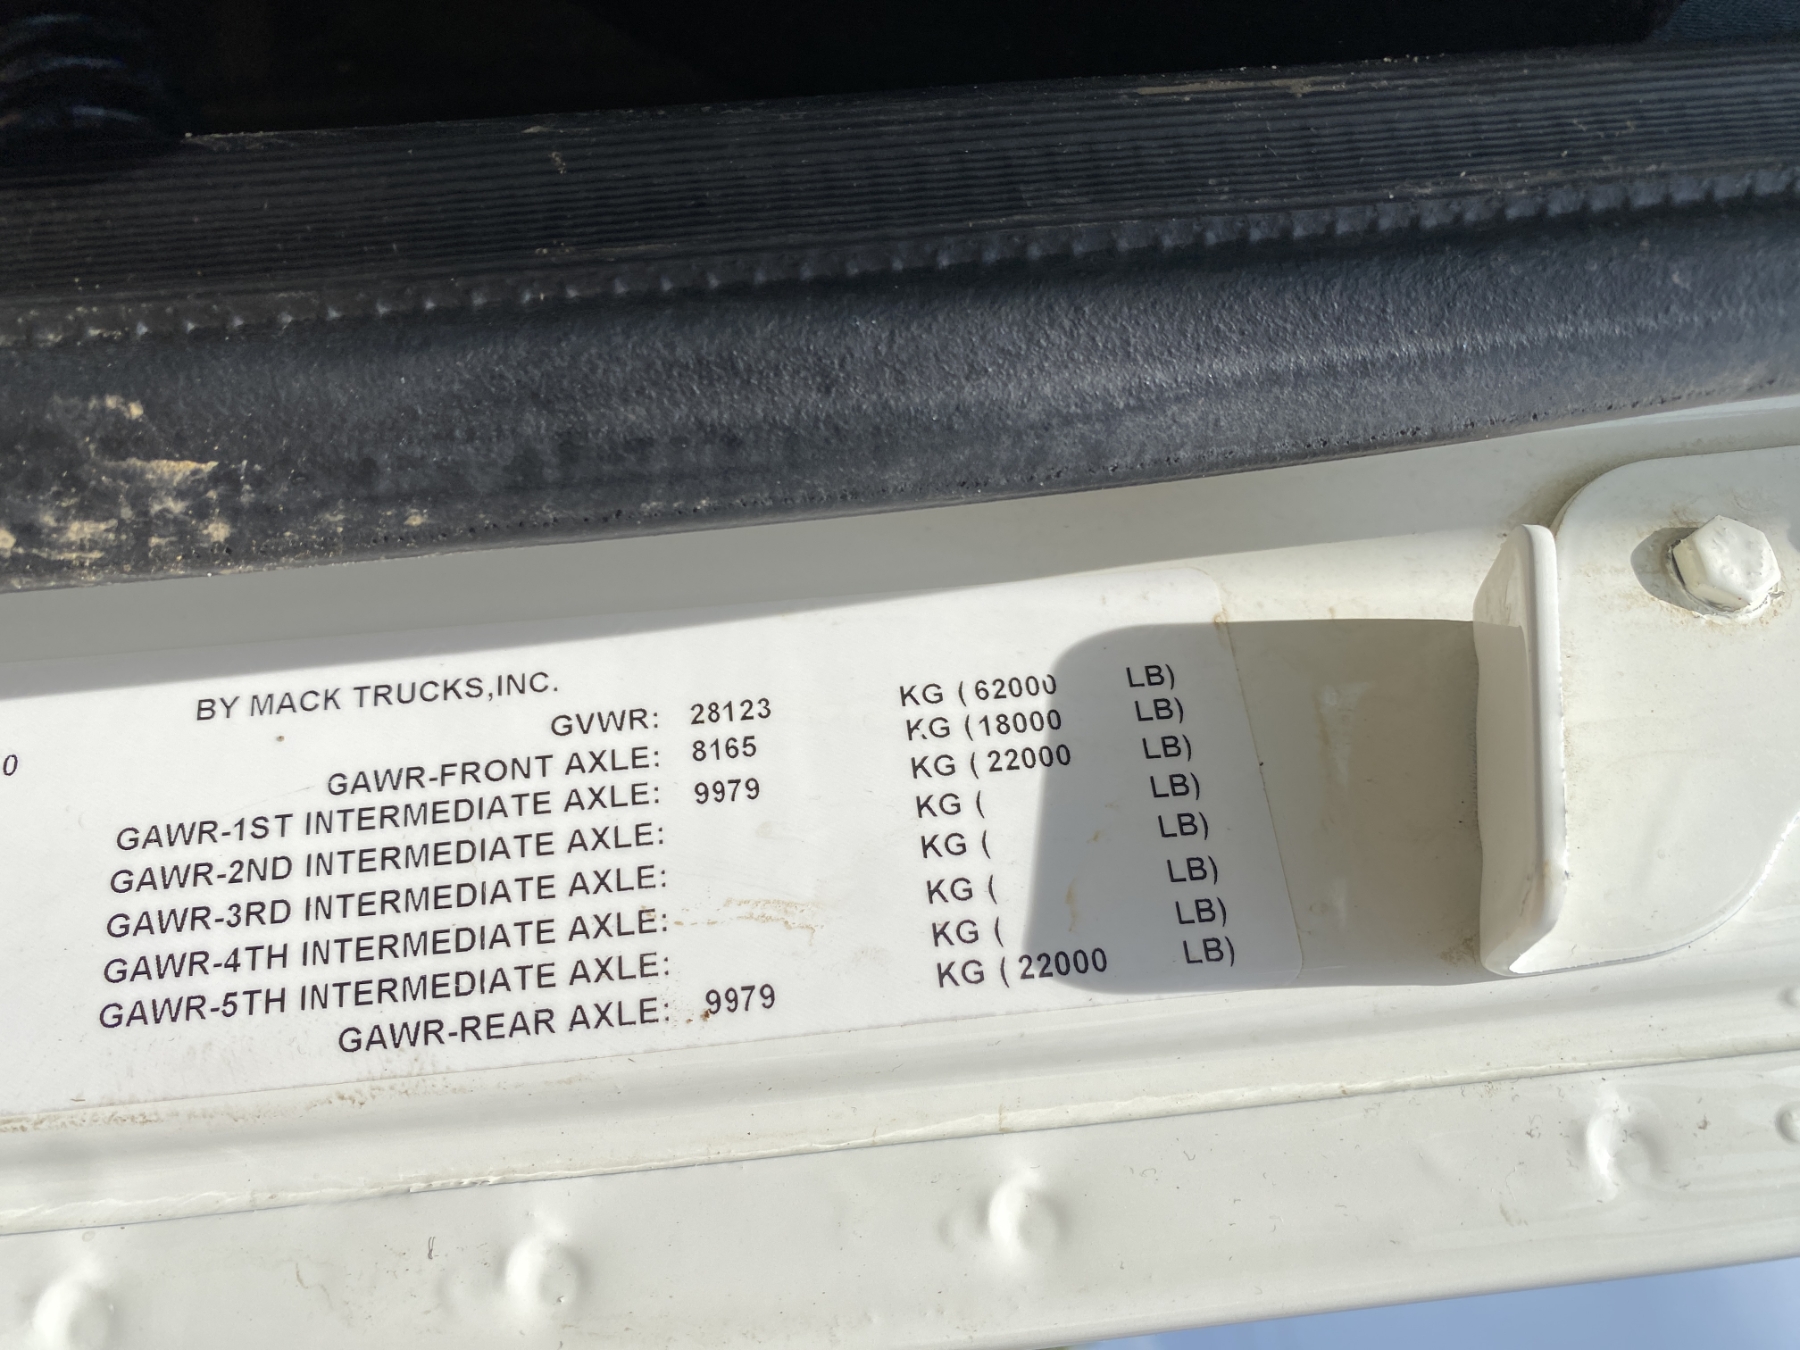 0
BY MACK TRUCKS,INC.
GVWR: 28123 KG (62000 LB)
GAWR-FRONT AXLE: 8165 KG (18000 LB)
GAWR-1ST INTERMEDIATE AXLE: 9979 KG (22000 LB)
GAWR-2ND INTERMEDIATE AXLE: KG ( LB)
GAWR-3RD INTERMEDIATE AXLE: KG ( LB)
GAWR-4TH INTERMEDIATE AXLE: KG ( LB)
GAWR-5TH INTERMEDIATE AXLE: KG ( LB)
GAWR-REAR AXLE: 9979 KG (22000 LB)